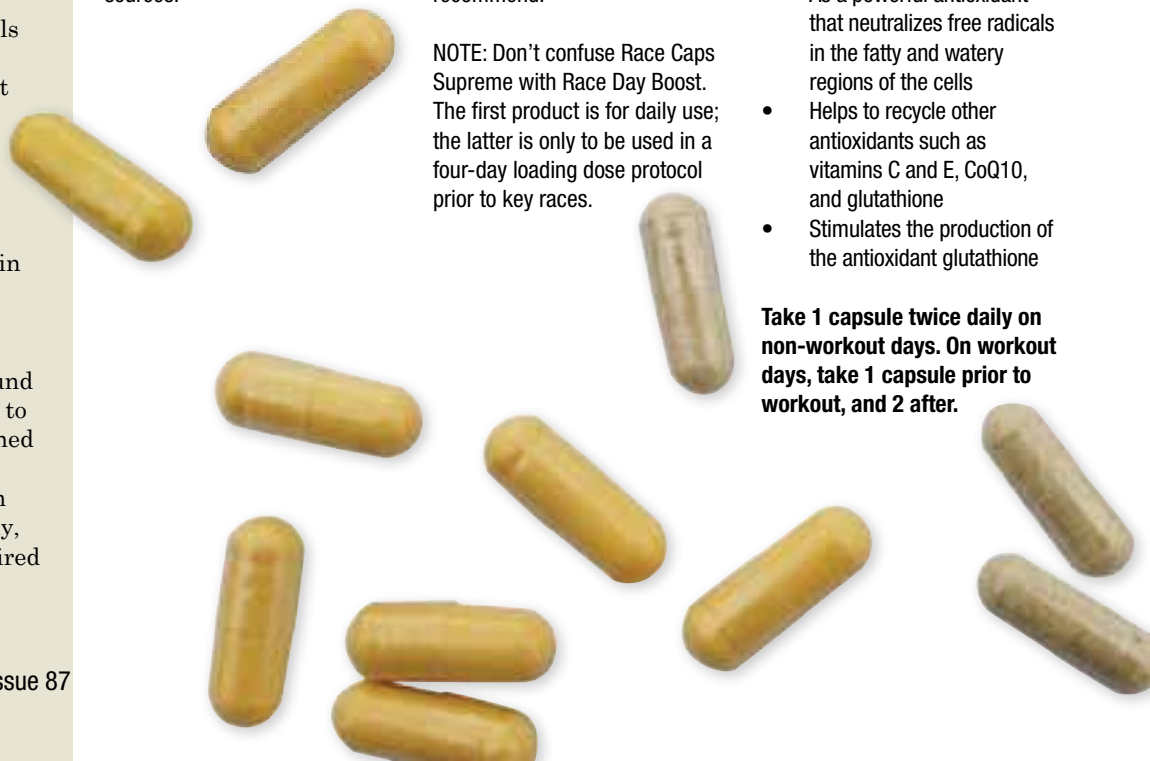 in
to
ssue 87
sources.
recommend.
NOTE: Don’t confuse Race Caps
Supreme with Race Day Boost.
The first product is for daily use;
the latter is only to be used in a
four-day loading dose protocol
prior to key races.
As a powerful antioxidant
that neutralizes free radicals
in the fatty and watery
regions of the cells
• Helps to recycle other
antioxidants such as
vitamins C and E, CoQ10,
and glutathione
• Stimulates the production of
the antioxidant glutathione
Take 1 capsule twice daily on
non-workout days. On workout
days, take 1 capsule prior to
workout, and 2 after.